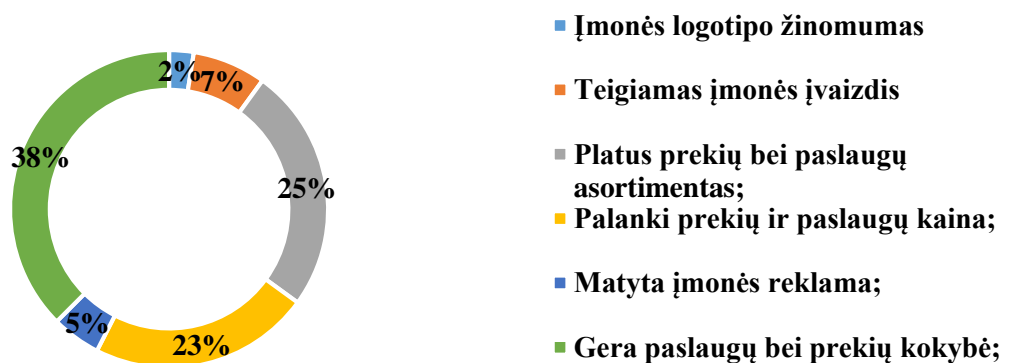 Įmonės logotipo žinomumas
2%
7%
Teigiamas įmonės įvaizdis
38%
25%
Platus prekių bei paslaugų
asortimentas;
Palanki prekių ir paslaugų kaina;
Matyta įmonės reklama;
5%
23%
Gera paslaugų bei prekių kokybė;